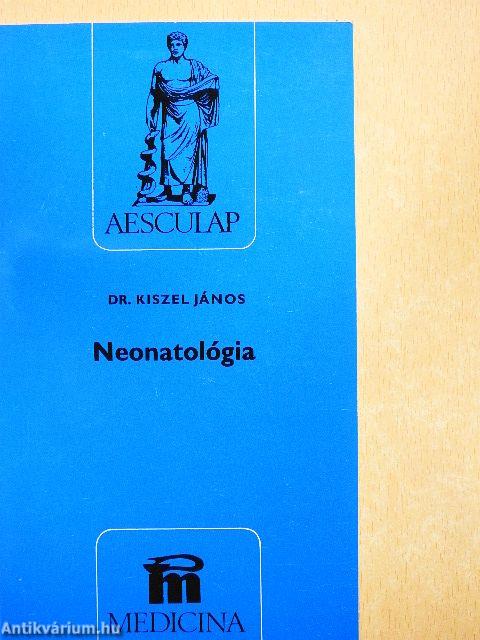 AESCULAP
DR. KISZEL JÁNOS
Neonatológia
m
MEDICINA
Antikvárium.hu